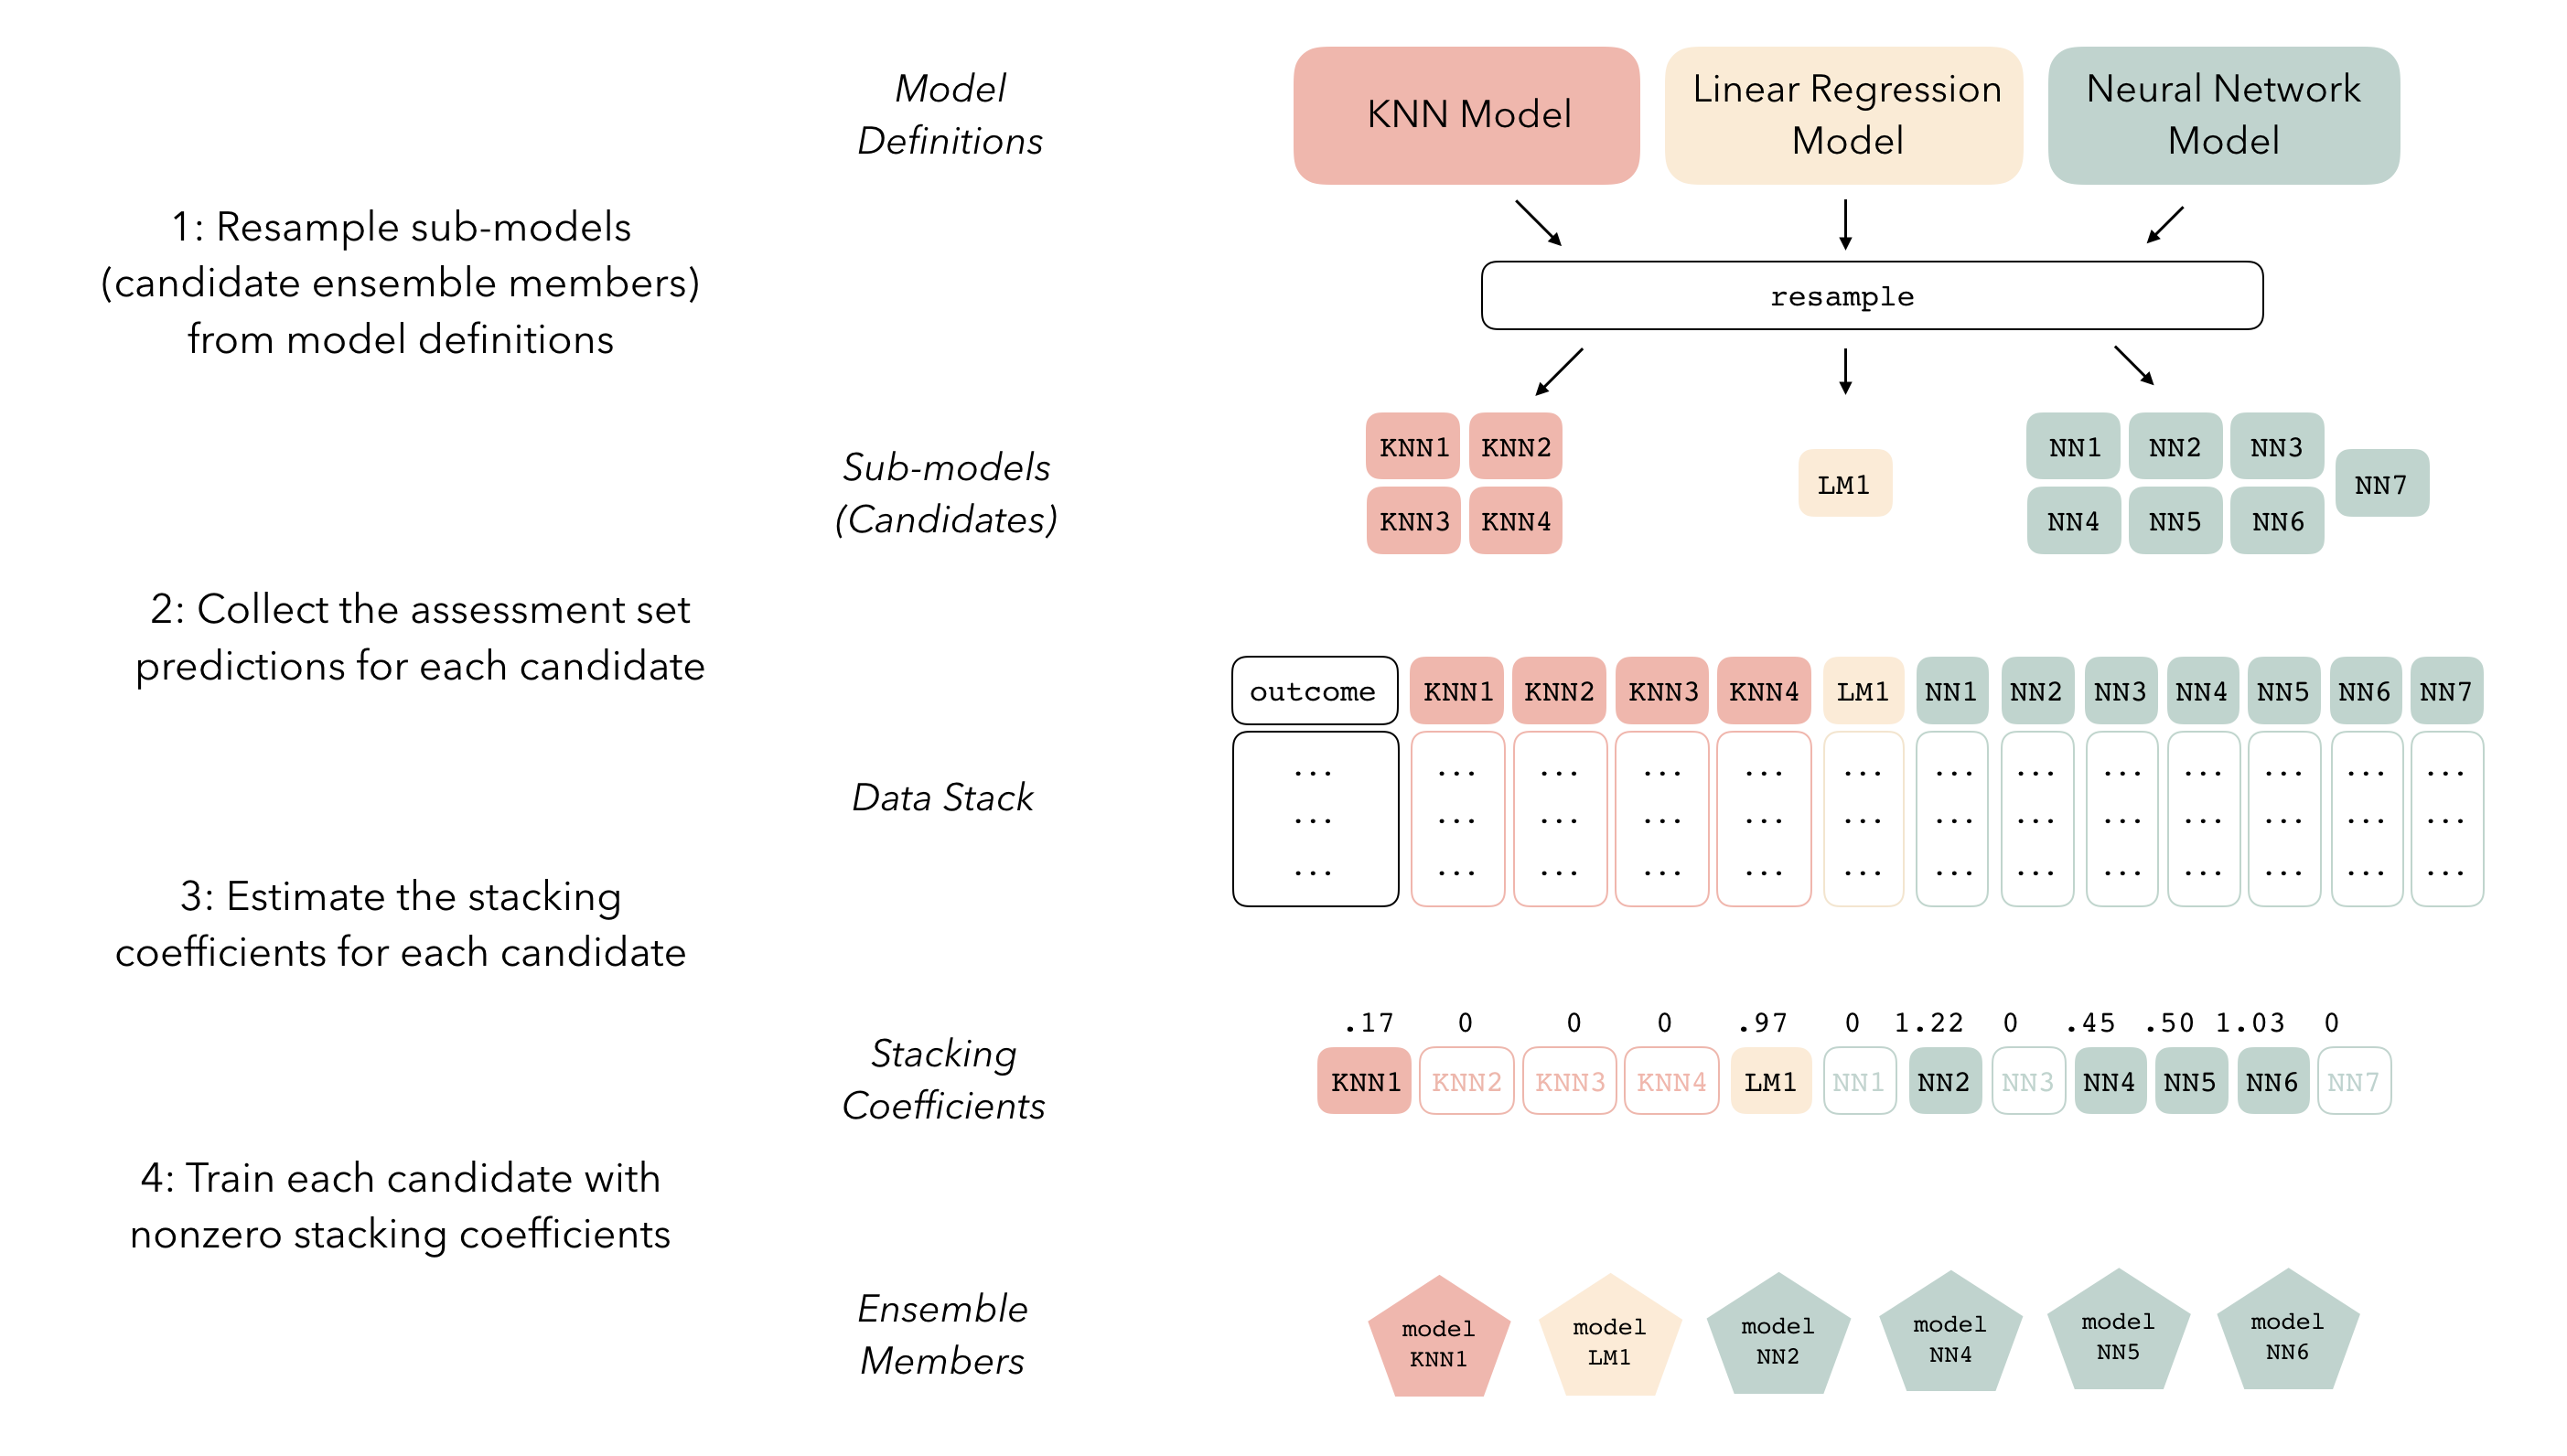 Model
Definitions
KNN Model
Linear Regression
Model
Neural Network
Model
1: Resample sub-models
(candidate ensemble members)
from model definitions
resample
Sub-models
(Candidates)
KNN1 KNN2
KNN3 KNN4
LM1
NN1 NN2 NN3
NN4 NN5 NN6
NN7
2: Collect the assessment set
predictions for each candidate
outcome KNN1 KNN2 KNN3 KNN4 LM1 NN1 NN2 NN3 NN4 NN5 NN6 NN7
Data Stack
... ... ... ... ... ... ... ... ... ... ... ... ...
... ... ... ... ... ... ... ... ... ... ... ... ...
... ... ... ... ... ... ... ... ... ... ... ... ...
3: Estimate the stacking
coefficients for each candidate
Stacking
Coefficients
.17 0 0 0 .97 0 1.22 0 .45 .50 1.03 0
KNN1 KNN2 KNN3 KNN4 LM1 NN1 NN2 NN3 NN4 NN5 NN6 NN7
4: Train each candidate with
nonzero stacking coefficients
Ensemble
Members
model
KNN1
model
LM1
model
NN2
model
NN4
model
NN5
model
NN6